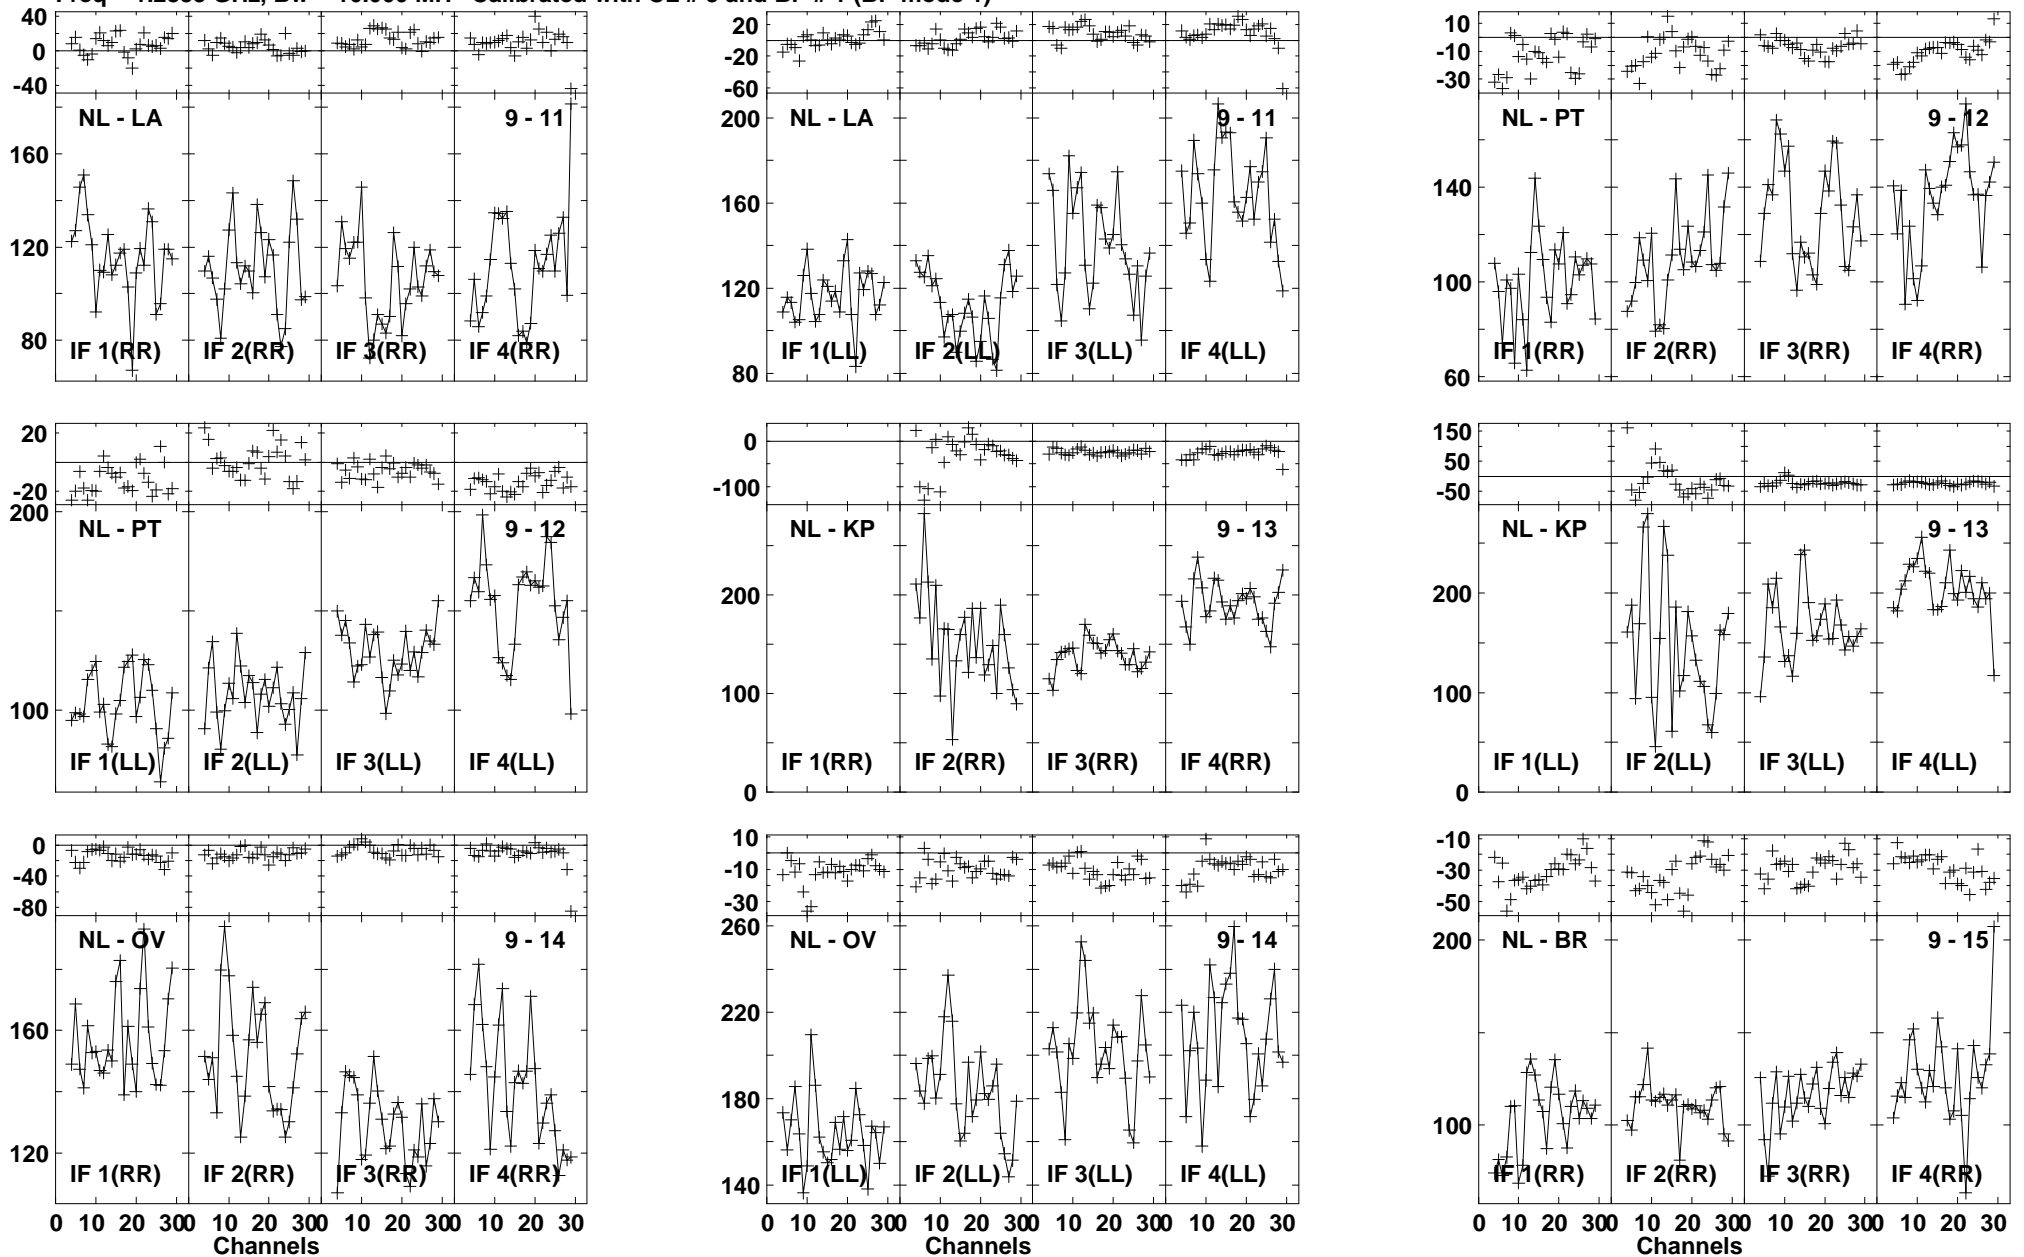 NL - LA 9 - 11
IF 1(RR) IF 2(RR) IF 3(RR) IF 4(RR)
40 0 -40
160 120 80
NL - LA 9 - 11
IF 1(LL) IF 2(LL) IF 3(LL) IF 4(LL)
20 -20 -60
200 160 120 80
NL - PT 9 - 12
IF 1(RR) IF 2(RR) IF 3(RR) IF 4(RR)
10 -10 -30
140 100 60
NL - PT 9 - 12
IF 1(LL) IF 2(LL) IF 3(LL) IF 4(LL)
20 -20
200 100
NL - KP 9 - 13
IF 1(RR) IF 2(RR) IF 3(RR) IF 4(RR)
0 -100
200 100 0
NL - KP 9 - 13
IF 1(LL) IF 2(LL) IF 3(LL) IF 4(LL)
150 50 -50
200 100 0
NL - OV 9 - 14
IF 1(RR) IF 2(RR) IF 3(RR) IF 4(RR)
0 -40 -80
160 120
0 10 20 30 0 10 20 30 0 10 20 30 0 10 20 30
Channels
NL - OV 9 - 14
IF 1(LL) IF 2(LL) IF 3(LL) IF 4(LL)
10 -10 -30
260 220 180 140
0 10 20 30 0 10 20 30 0 10 20 30 0 10 20 30
Channels
NL - BR 9 - 15
IF 1(RR) IF 2(RR) IF 3(RR) IF 4(RR)
-10 -30 -50
200 100
0 10 20 30 0 10 20 30 0 10 20 30 0 10 20 30
Channels